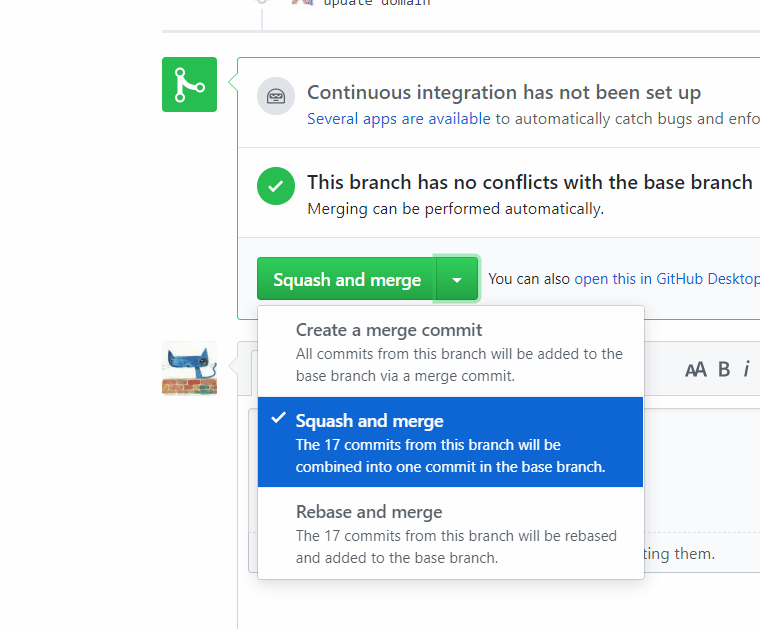 update domain
Continuous integration has not been set up
Several apps are available to automatically catch bugs and enfo
This branch has no conflicts with the base branch
Merging can be performed automatically.
Squash and merge
You can also open this in GitHub Desktop
Create a merge commit
All commits from this branch will be added to the
base branch via a merge commit.
AA B i
Squash and merge
The 17 commits from this branch will be
combined into one commit in the base branch.
Rebase and merge
The 17 commits from this branch will be rebased
and added to the base branch.
ting them.